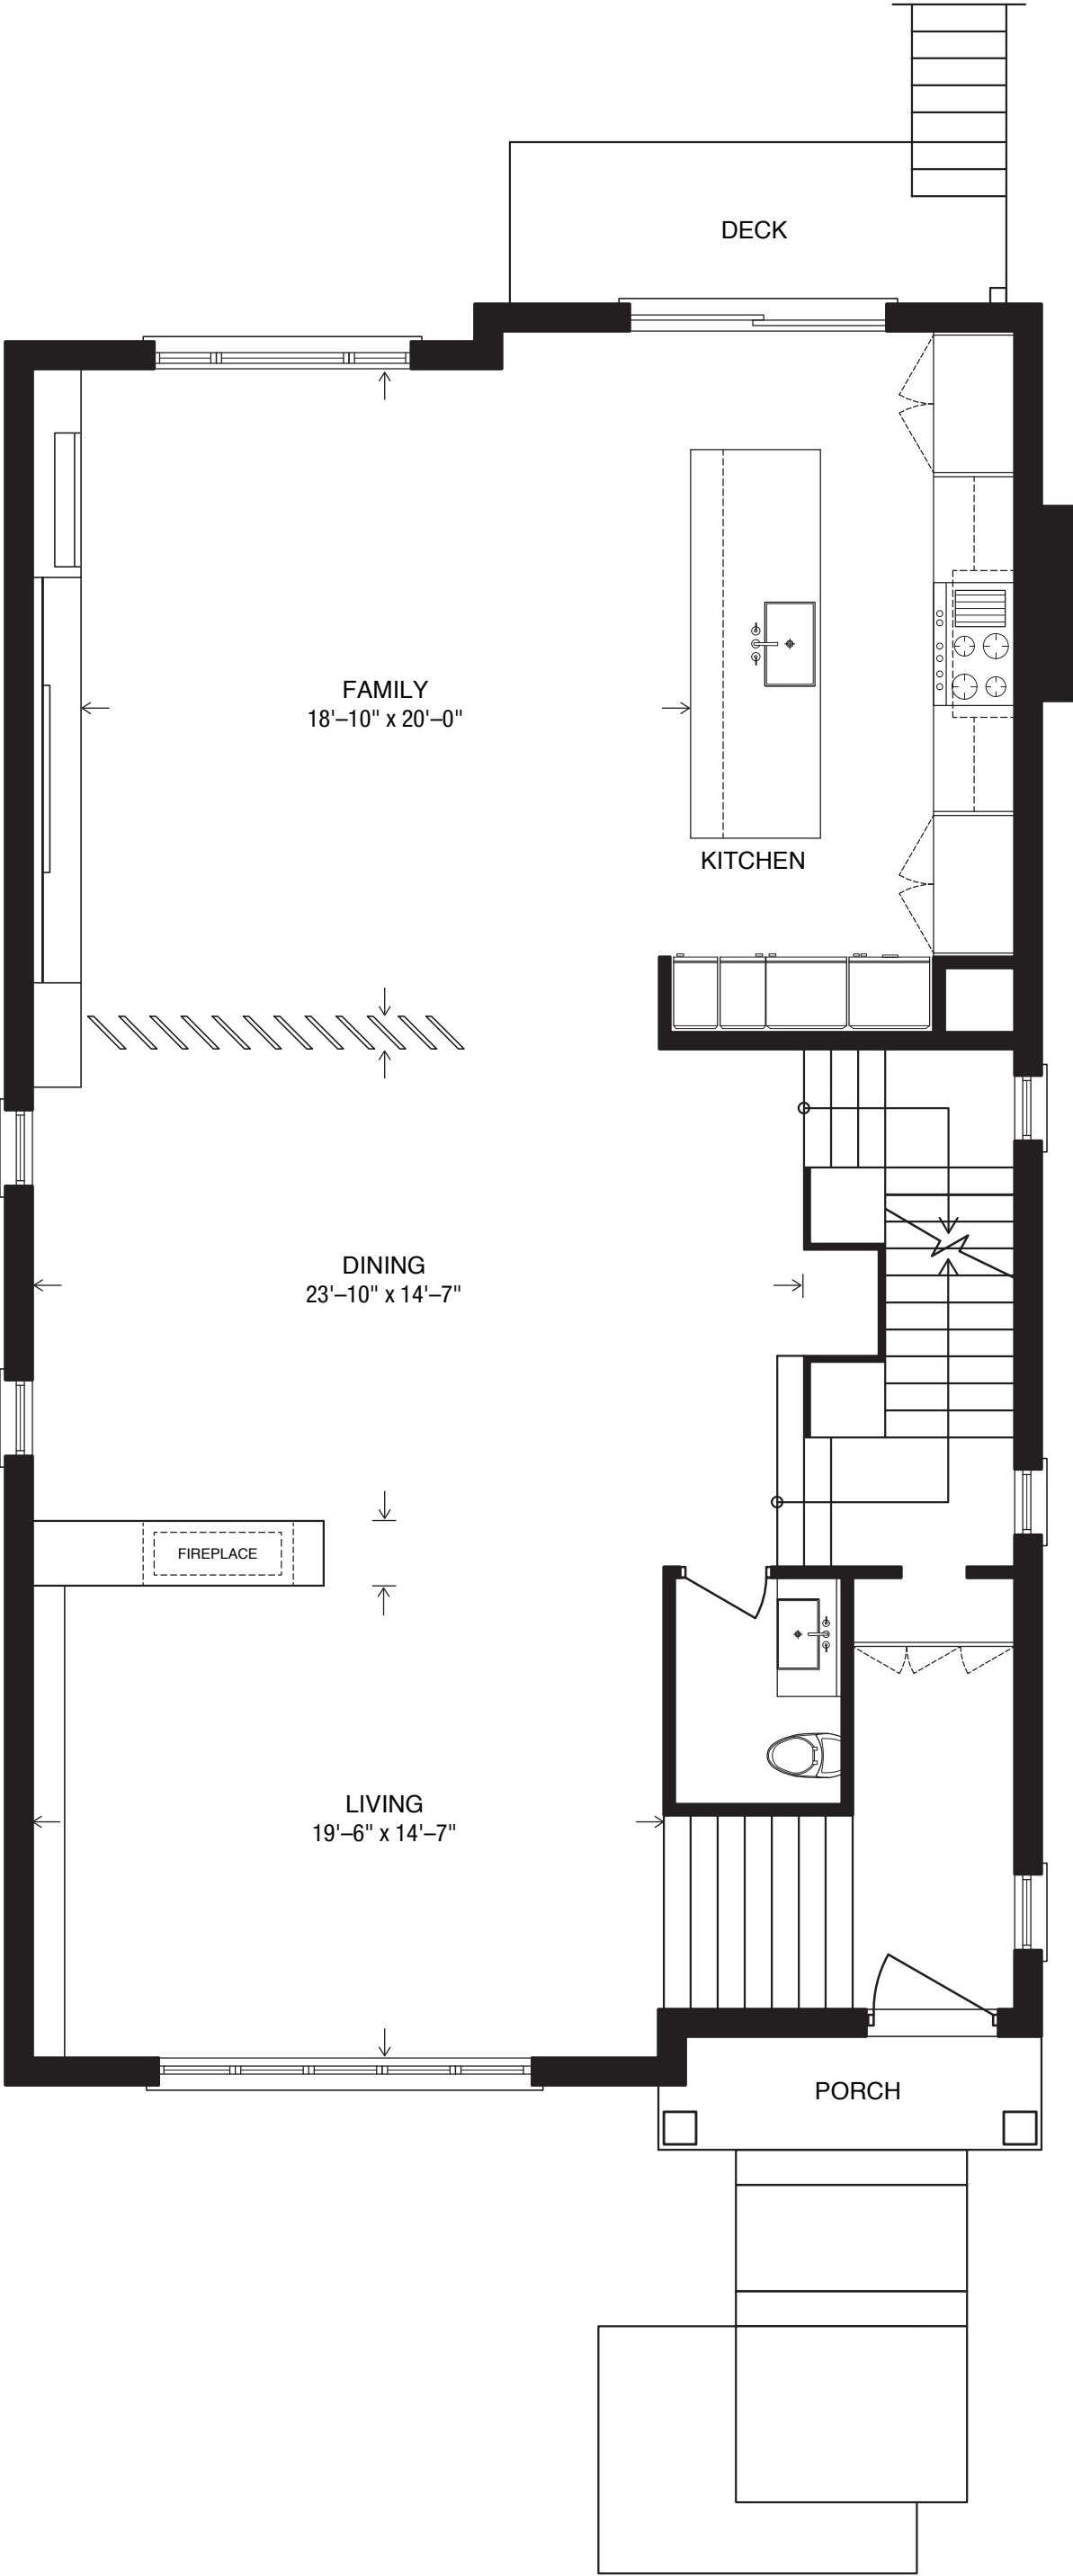 DECK
FAMILY
18'–10" x 20'–0"
KITCHEN
DINING
23'–10" x 14'–7"
FIREPLACE
LIVING
19'–6" x 14'–7"
PORCH